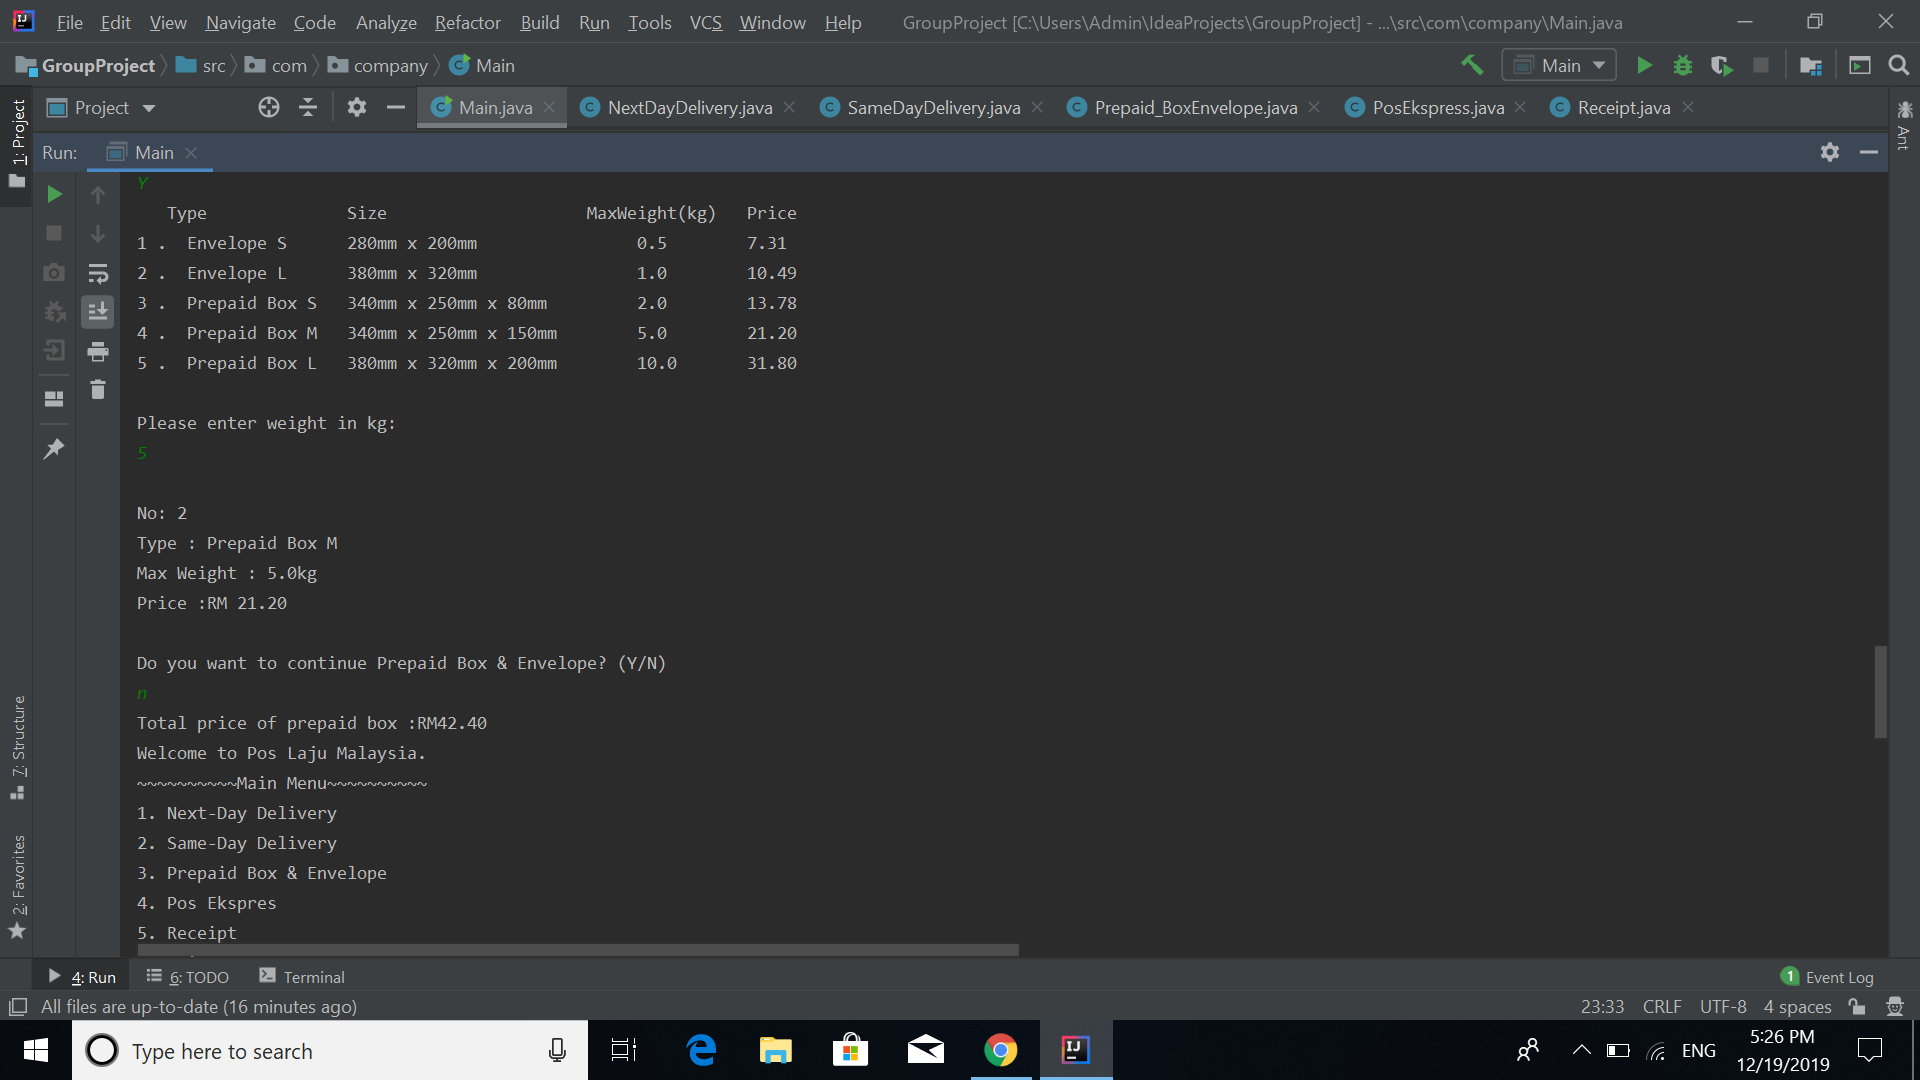 File Edit View Navigate Code Analyze Refactor Build Run Tools VCS Window Help GroupProject [C:\Users\Admin\IdeaProjects\GroupProject] - ...\src\com\company\Main.java
GroupProject src com company Main Main
Project Main.java NextDayDelivery.java SameDayDelivery.java Prepaid_BoxEnvelope.java PosEkspress.java Receipt.java
1: Project
Ant
Run: Main
Y
Type Size MaxWeight(kg) Price
1 . Envelope S 280mm x 200mm 0.5 7.31
2 . Envelope L 380mm x 320mm 1.0 10.49
3 . Prepaid Box S 340mm x 250mm x 80mm 2.0 13.78
4 . Prepaid Box M 340mm x 250mm x 150mm 5.0 21.20
5 . Prepaid Box L 380mm x 320mm x 200mm 10.0 31.80
Please enter weight in kg:
5
No: 2
Type : Prepaid Box M
Max Weight : 5.0kg
Price :RM 21.20
Do you want to continue Prepaid Box & Envelope? (Y/N)
n
Total price of prepaid box :RM42.40
Welcome to Pos Laju Malaysia.
~~~~~~~~~~Main Menu~~~~~~~~~~
1. Next-Day Delivery
2. Same-Day Delivery
3. Prepaid Box & Envelope
4. Pos Ekspres
5. Receipt
7: Structure
2: Favorites
4: Run 6: TODO Terminal 1 Event Log
All files are up-to-date (16 minutes ago) 23:33 CRLF UTF-8 4 spaces
Type here to search ENG 5:26 PM
12/19/2019